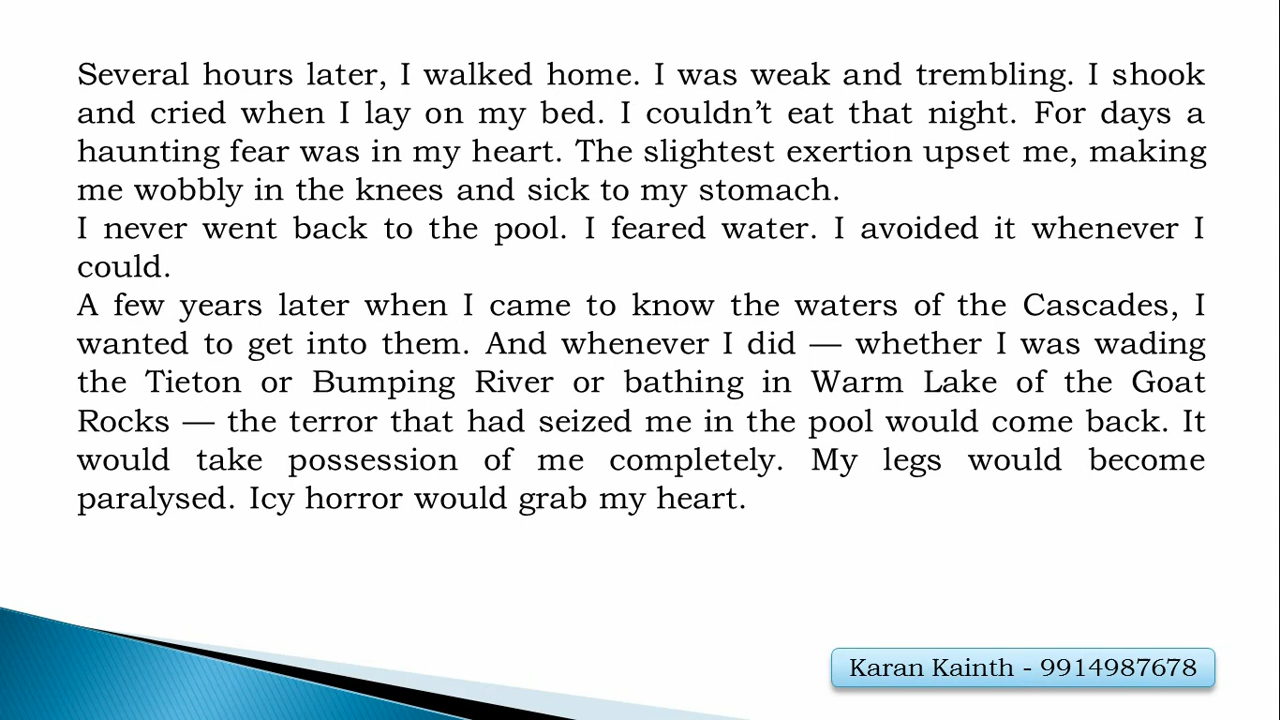 Several hours later, I walked home. I was weak and trembling. I shook
and cried when I lay on my bed. I couldn’t eat that night. For days a
haunting fear was in my heart. The slightest exertion upset me, making
me wobbly in the knees and sick to my stomach.
I never went back to the pool. I feared water. I avoided it whenever I
could.
A few years later when I came to know the waters of the Cascades, I
wanted to get into them. And whenever I did — whether I was wading
the Tieton or Bumping River or bathing in Warm Lake of the Goat
Rocks — the terror that had seized me in the pool would come back. It
would take possession of me completely. My legs would become
paralysed. Icy horror would grab my heart.
Karan Kainth - 9914987678